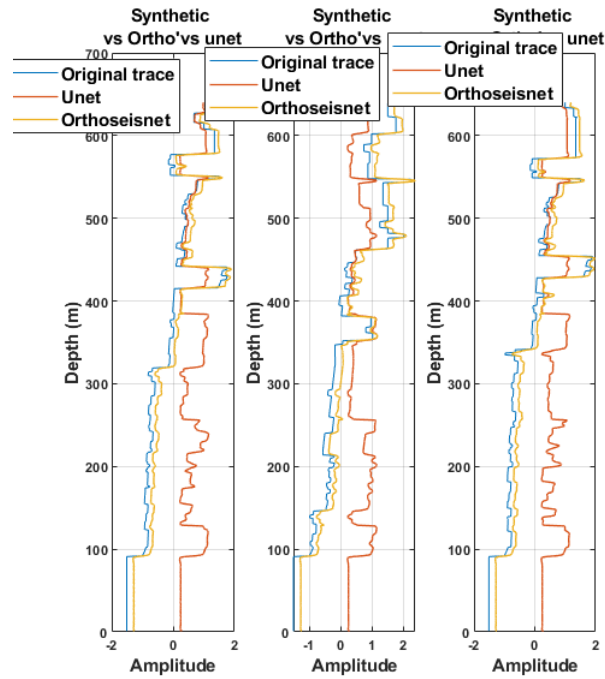 Synthetic
vs Ortho'vs unet
Original trace
Unet
Orthoseisnet
700
600
500
400
300
200
100
0
Depth (m)
-2
0
2
Amplitude
Synthetic
vs Ortho'vs
Original trace
Unet
Orthoseisnet
600
500
400
300
200
100
0
Depth (m)
-1
0
1
2
Amplitude
Synthetic
unet
Original trace
Unet
Orthoseisnet
600
500
400
300
200
100
0
Depth (m)
-2
0
2
Amplitude